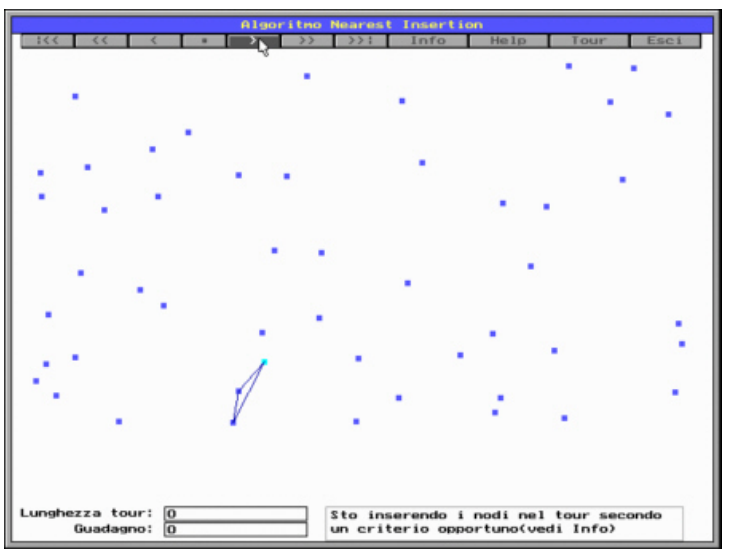 Algoritmo Nearest Insertion
:<< << < * > >> >>: Info Help Tour Esci
Lunghezza tour: 0
Guadagno: 0
Sto inserendo i nodi nel tour secondo
un criterio opportuno(vedi Info)